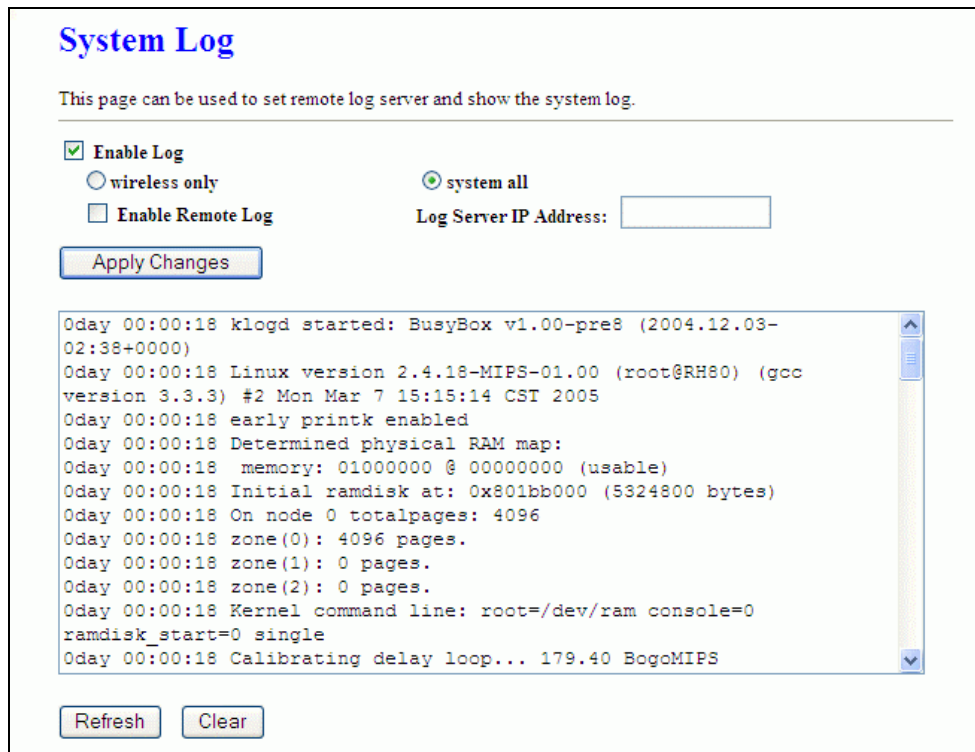 System Log
This page can be used to set remote log server and show the system log.
Enable Log
wireless only system all
Enable Remote Log Log Server IP Address:
Apply Changes
0day 00:00:18 klogd started: BusyBox v1.00-pre8 (2004.12.03-
02:38+0000)
0day 00:00:18 Linux version 2.4.18-MIPS-01.00 (root@RH80) (gcc
version 3.3.3) #2 Mon Mar 7 15:15:14 CST 2005
0day 00:00:18 early printk enabled
0day 00:00:18 Determined physical RAM map:
0day 00:00:18  memory: 01000000 @ 00000000 (usable)
0day 00:00:18 Initial ramdisk at: 0x801bb000 (5324800 bytes)
0day 00:00:18 On node 0 totalpages: 4096
0day 00:00:18 zone(0): 4096 pages.
0day 00:00:18 zone(1): 0 pages.
0day 00:00:18 zone(2): 0 pages.
0day 00:00:18 Kernel command line: root=/dev/ram console=0
ramdisk_start=0 single
0day 00:00:18 Calibrating delay loop... 179.40 BogoMIPS
Refresh Clear